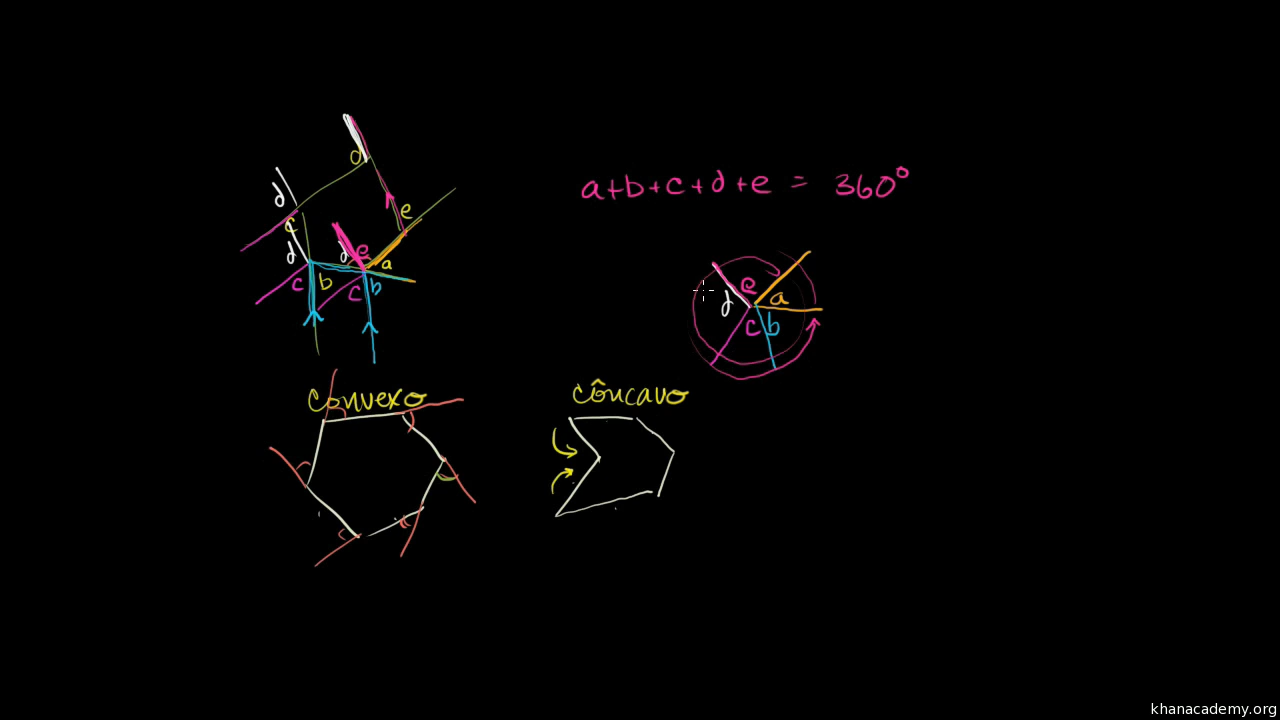 d
d
e
a+b+c+d+e = 360°
c
d
d
e
a
c
b
c
b
e
d
a
c
b
convexo
côncavo
khanacademy.org